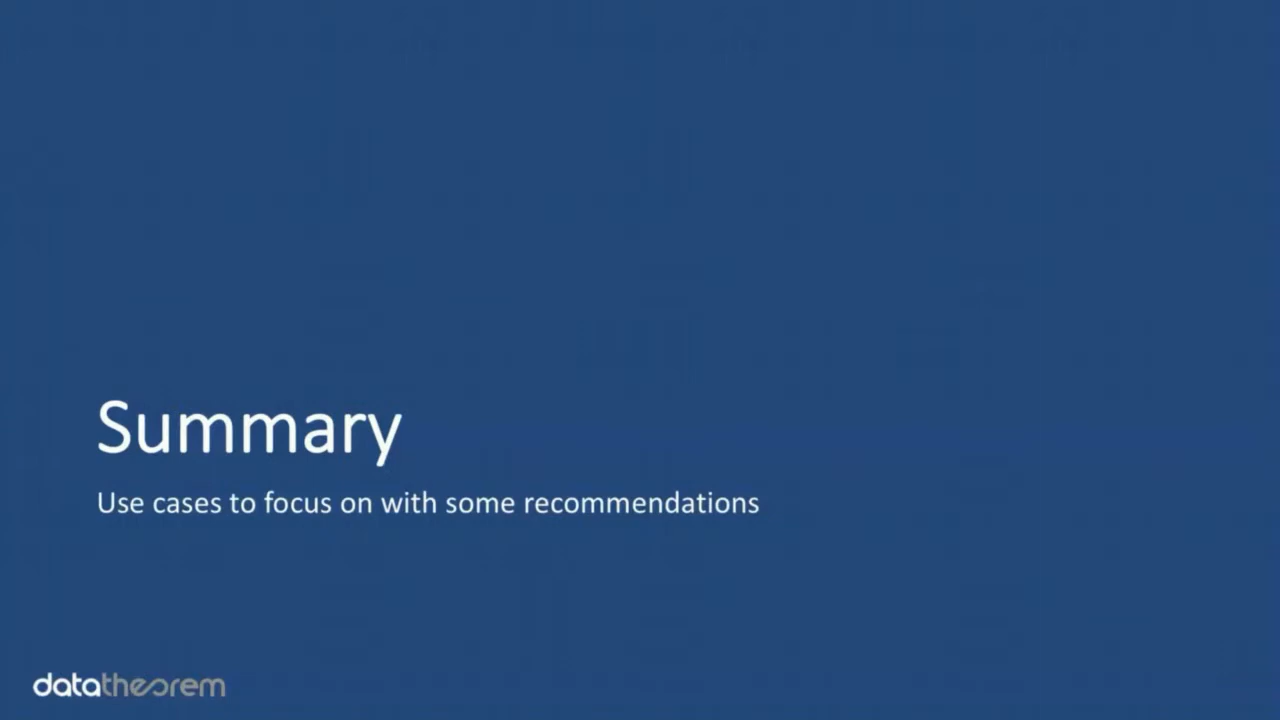 Summary
Use cases to focus on with some recommendations
datatheorem